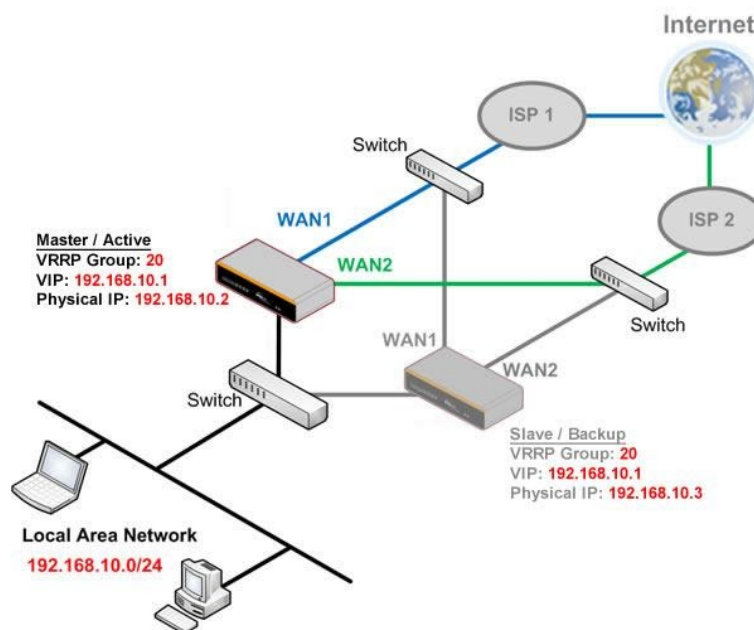 Internet
ISP 1
Switch
ISP 2
WAN1
Master / Active
VRRP Group: 20
VIP: 192.168.10.1
Physical IP: 192.168.10.2
WAN2
Switch
WAN1
WAN2
Switch
Slave / Backup
VRRP Group: 20
VIP: 192.168.10.1
Physical IP: 192.168.10.3
Local Area Network
192.168.10.0/24